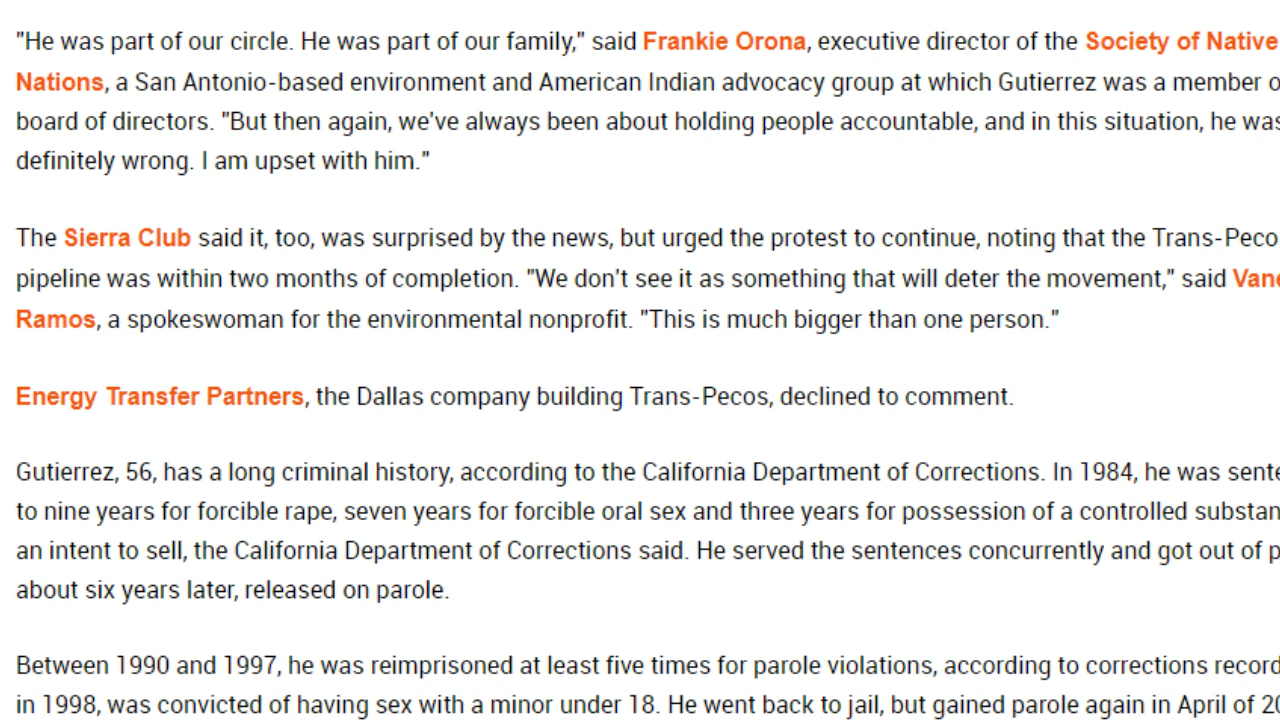 "He was part of our circle. He was part of our family," said Frankie Orona, executive director of the Society of Native
Nations, a San Antonio-based environment and American Indian advocacy group at which Gutierrez was a member
board of directors. "But then again, we've always been about holding people accountable, and in this situation, he was
definitely wrong. I am upset with him."
The Sierra Club said it, too, was surprised by the news, but urged the protest to continue, noting that the
pipeline was within two months of completion. "We don't see it as something that will deter the movement," said
Ramos, a spokeswoman for the environmental nonprofit. "This is much bigger than one person."
Energy Transfer Partners, the Dallas company building Trans-Pecos, declined to comment.
Gutierrez, 56, has a long criminal history, according to the California Department of Corrections. In 1984, he was
to nine years for forcible rape, seven years for forcible oral sex and three years for possession of a controlled
an intent to sell, the California Department of Corrections said. He served the sentences concurrently and got out of
about six years later, released on parole.
Between 1990 and 1997, he was reimprisoned at least five times for parole violations, according to corrections
in 1998, was convicted of having sex with a minor under 18. He went back to jail, but gained parole again in April of